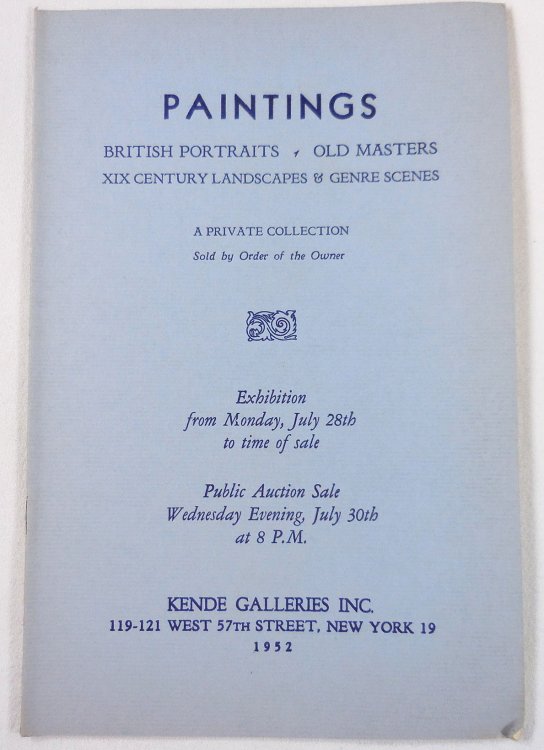 PAINTINGS
BRITISH PORTRAITS , OLD MASTERS
XIX CENTURY LANDSCAPES & GENRE SCENES
A PRIVATE COLLECTION
Sold by Order of the Owner
Exhibition
from Monday, July 28th
to time of sale
Public Auction Sale
Wednesday Evening, July 30th
at 8 P.M.
KENDE GALLERIES INC.
119-121 WEST 57TH STREET, NEW YORK 19
1952